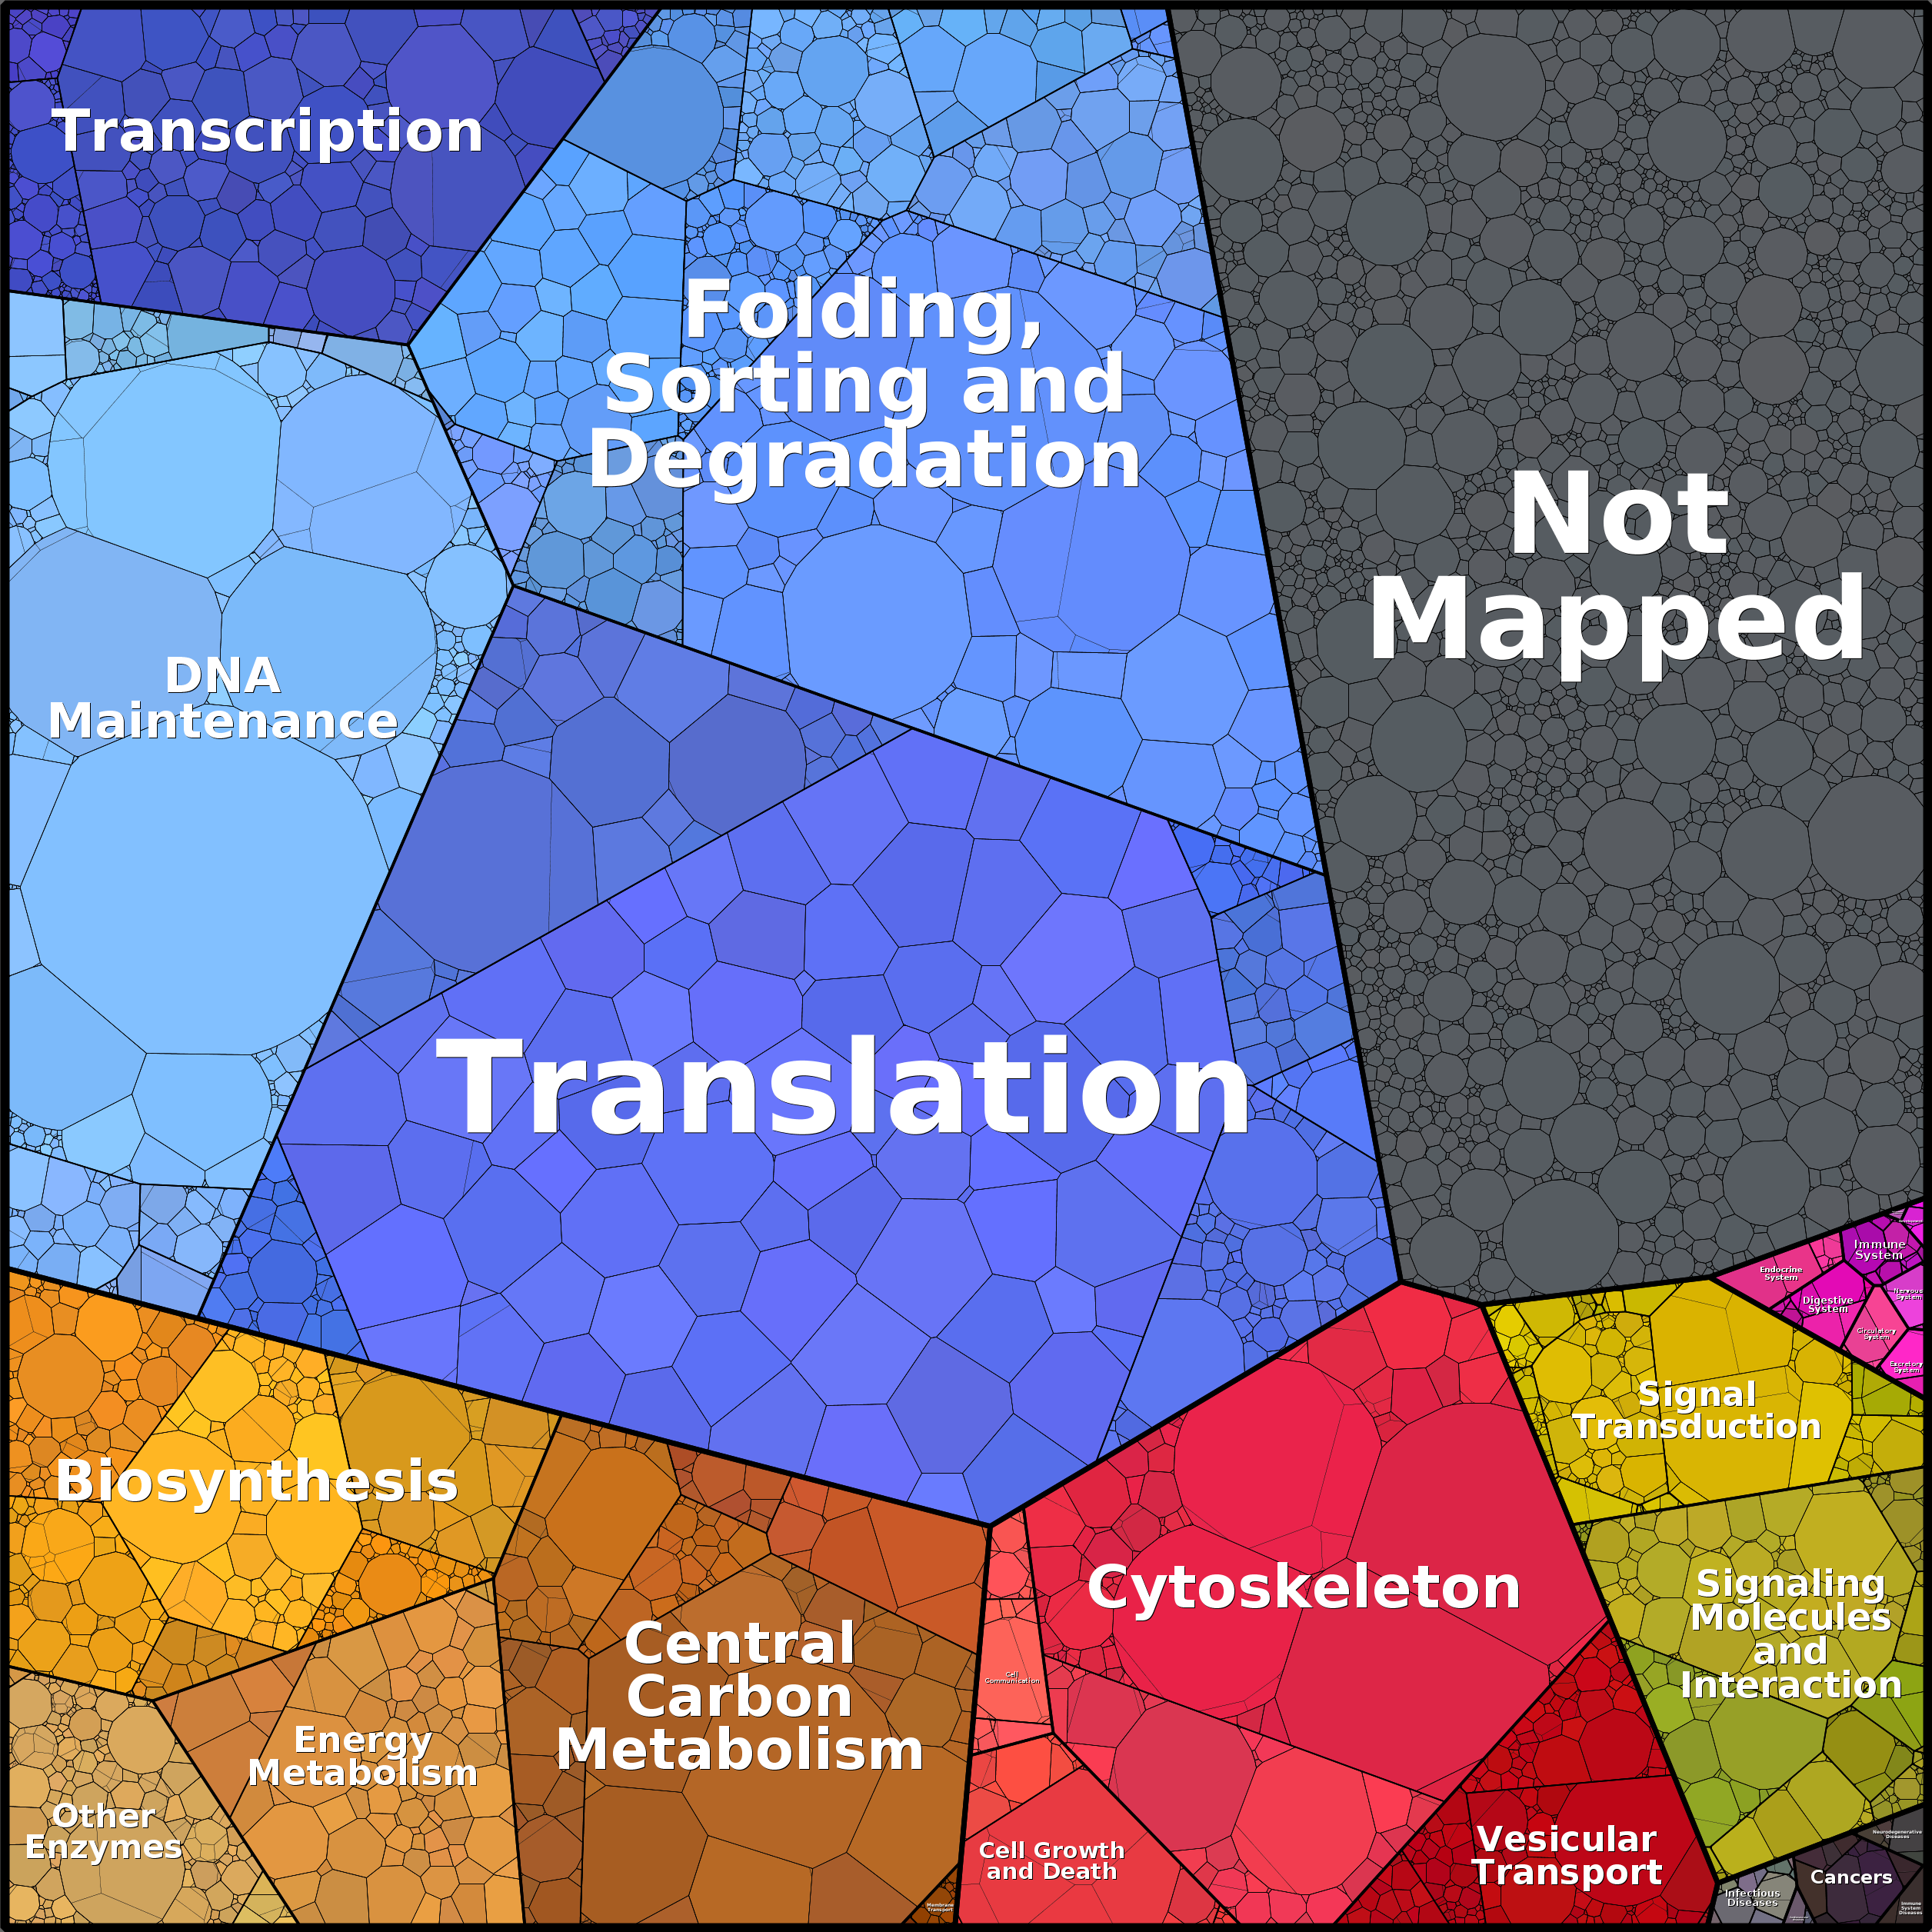 Transcription
Folding,
Sorting and
Degradation
Not
Mapped
DNA
Maintenance
Translation
Immune
System
Endocrine
System
Digestive
System
Nervous
System
Circulatory
System
Excretory
System
Signal
Transduction
Biosynthesis
Cytoskeleton
Signaling
Molecules
and
Interaction
Central
Carbon
Metabolism
Cell
Communication
Energy
Metabolism
Other
Enzymes
Cell Growth
and Death
Vesicular
Transport
Neurodegenerative
Diseases
Cancers
Infectious
Diseases
Immune
System
Diseases
Membrane
Transport